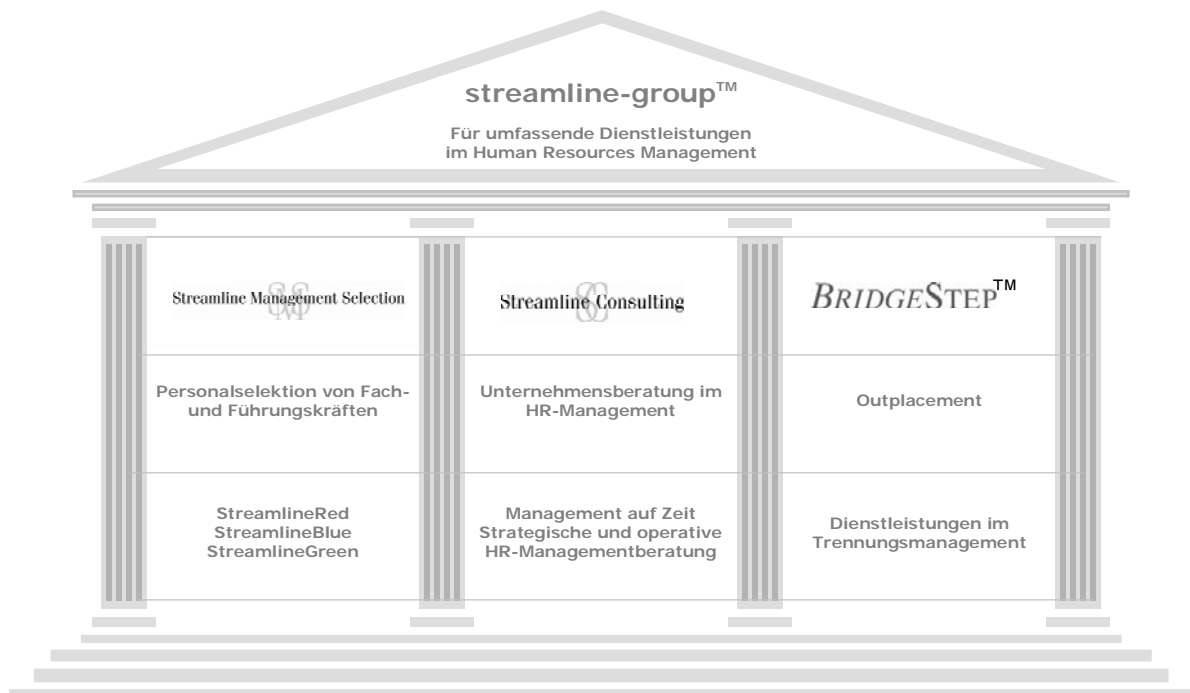 streamline-group™
Für umfassende Dienstleistungen
im Human Resources Management
Streamline Management Selection
SMS
Streamline Consulting
SC
BRIDGESTEP™
Personalselektion von Fach-
und Führungskräften
Unternehmensberatung im
HR-Management
Outplacement
StreamlineRed
StreamlineBlue
StreamlineGreen
Management auf Zeit
Strategische und operative
HR-Managementberatung
Dienstleistungen im
Trennungsmanagement